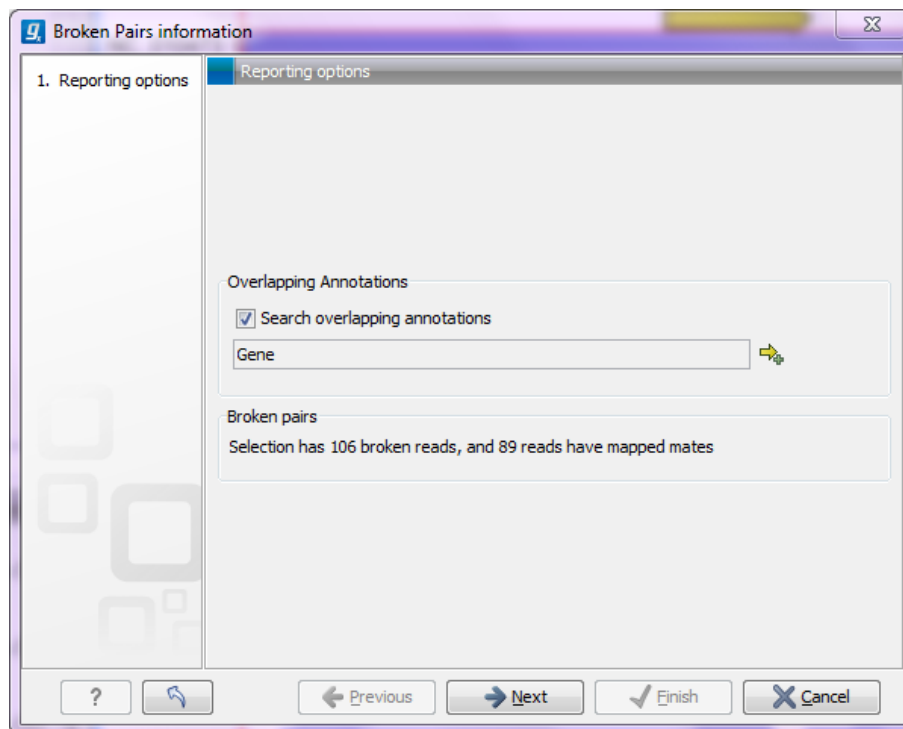 Broken Pairs information
1. Reporting options
Reporting options
Overlapping Annotations
Search overlapping annotations
Gene
Broken pairs
Selection has 106 broken reads, and 89 reads have mapped mates
?
Previous
Next
Finish
Cancel